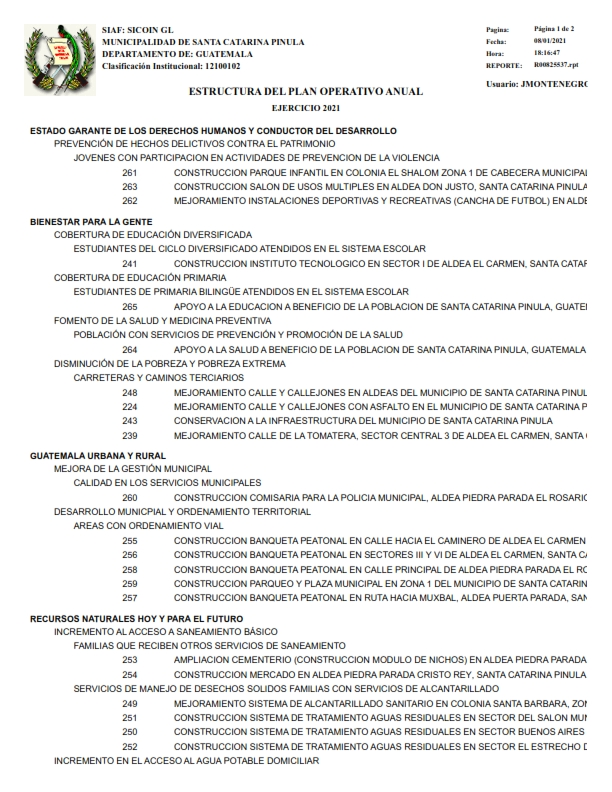 SIAF: SICOIN GL
MUNICIPALIDAD DE SANTA CATARINA PINULA
DEPARTAMENTO DE: GUATEMALA
Clasificación Institucional: 12100102
Pagina: Página 1 de 2
Fecha: 08/01/2021
Hora: 18:16:47
REPORTE: R00825537.rpt
Usuario: JMONTENEGRO
ESTRUCTURA DEL PLAN OPERATIVO ANUAL
EJERCICIO 2021
ESTADO GARANTE DE LOS DERECHOS HUMANOS Y CONDUCTOR DEL DESARROLLO
PREVENCIÓN DE HECHOS DELICTIVOS CONTRA EL PATRIMONIO
JOVENES CON PARTICIPACION EN ACTIVIDADES DE PREVENCION DE LA VIOLENCIA
261 CONSTRUCCION PARQUE INFANTIL EN COLONIA EL SHALOM ZONA 1 DE CABECERA MUNICIPAL
263 CONSTRUCCION SALON DE USOS MULTIPLES EN ALDEA DON JUSTO, SANTA CATARINA PINULA
262 MEJORAMIENTO INSTALACIONES DEPORTIVAS Y RECREATIVAS (CANCHA DE FUTBOL) EN ALDE
BIENESTAR PARA LA GENTE
COBERTURA DE EDUCACIÓN DIVERSIFICADA
ESTUDIANTES DEL CICLO DIVERSIFICADO ATENDIDOS EN EL SISTEMA ESCOLAR
241 CONSTRUCCION INSTITUTO TECNOLOGICO EN SECTOR I DE ALDEA EL CARMEN, SANTA CATAR
COBERTURA DE EDUCACIÓN PRIMARIA
ESTUDIANTES DE PRIMARIA BILINGÜE ATENDIDOS EN EL SISTEMA ESCOLAR
265 APOYO A LA EDUCACION A BENEFICIO DE LA POBLACION DE SANTA CATARINA PINULA, GUATE
FOMENTO DE LA SALUD Y MEDICINA PREVENTIVA
POBLACIÓN CON SERVICIOS DE PREVENCIÓN Y PROMOCIÓN DE LA SALUD
264 APOYO A LA SALUD A BENEFICIO DE LA POBLACION DE SANTA CATARINA PINULA, GUATEMALA
DISMINUCIÓN DE LA POBREZA Y POBREZA EXTREMA
CARRETERAS Y CAMINOS TERCIARIOS
248 MEJORAMIENTO CALLE Y CALLEJONES EN ALDEAS DEL MUNICIPIO DE SANTA CATARINA PINUL
224 MEJORAMIENTO CALLE Y CALLEJONES CON ASFALTO EN EL MUNICIPIO DE SANTA CATARINA P
243 CONSERVACION A LA INFRAESTRUCTURA DEL MUNICIPIO DE SANTA CATARINA PINULA
239 MEJORAMIENTO CALLE DE LA TOMATERA, SECTOR CENTRAL 3 DE ALDEA EL CARMEN, SANTA
GUATEMALA URBANA Y RURAL
MEJORA DE LA GESTIÓN MUNICIPAL
CALIDAD EN LOS SERVICIOS MUNICIPALES
260 CONSTRUCCION COMISARIA PARA LA POLICIA MUNICIPAL, ALDEA PIEDRA PARADA EL ROSARIO
DESARROLLO MUNICPIAL Y ORDENAMIENTO TERRITORIAL
AREAS CON ORDENAMIENTO VIAL
255 CONSTRUCCION BANQUETA PEATONAL EN CALLE HACIA EL CAMINERO DE ALDEA EL CARMEN
256 CONSTRUCCION BANQUETA PEATONAL EN SECTORES III Y VI DE ALDEA EL CARMEN, SANTA CA
258 CONSTRUCCION BANQUETA PEATONAL EN CALLE PRINCIPAL DE ALDEA PIEDRA PARADA EL RO
259 CONSTRUCCION PARQUEO Y PLAZA MUNICIPAL EN ZONA 1 DEL MUNICIPIO DE SANTA CATARIN
257 CONSTRUCCION BANQUETA PEATONAL EN RUTA HACIA MUXBAL, ALDEA PUERTA PARADA, SAN
RECURSOS NATURALES HOY Y PARA EL FUTURO
INCREMENTO AL ACCESO A SANEAMIENTO BÁSICO
FAMILIAS QUE RECIBEN OTROS SERVICIOS DE SANEAMIENTO
253 AMPLIACION CEMENTERIO (CONSTRUCCION MODULO DE NICHOS) EN ALDEA PIEDRA PARADA
254 CONSTRUCCION MERCADO EN ALDEA PIEDRA PARADA CRISTO REY, SANTA CATARINA PINULA
SERVICIOS DE MANEJO DE DESECHOS SOLIDOS FAMILIAS CON SERVICIOS DE ALCANTARILLADO
249 MEJORAMIENTO SISTEMA DE ALCANTARILLADO SANITARIO EN COLONIA SANTA BARBARA, ZON
251 CONSTRUCCION SISTEMA DE TRATAMIENTO AGUAS RESIDUALES EN SECTOR DEL SALON MUN
250 CONSTRUCCION SISTEMA DE TRATAMIENTO AGUAS RESIDUALES EN SECTOR BUENOS AIRES
252 CONSTRUCCION SISTEMA DE TRATAMIENTO AGUAS RESIDUALES EN SECTOR EL ESTRECHO D
INCREMENTO EN EL ACCESO AL AGUA POTABLE DOMICILIAR